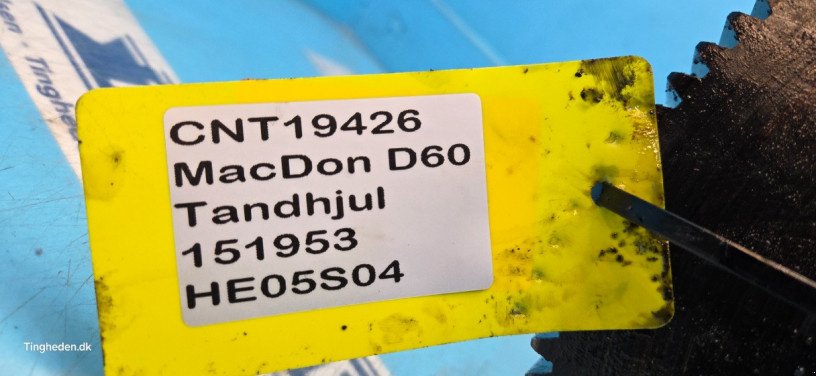 CNT19426
MacDon D60
Tandhjul
151953
HE05S04
Tingheden.dk